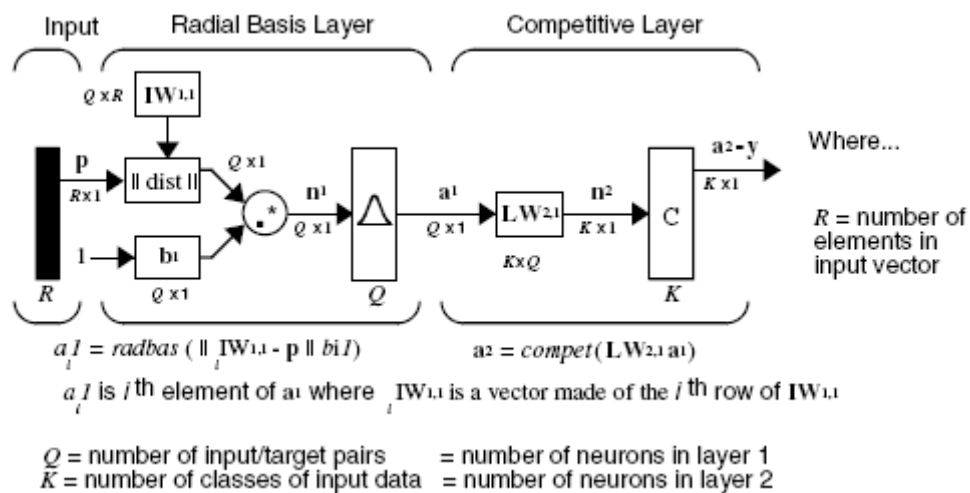 Input Radial Basis Layer Competitive Layer
Q x R IW1,1
p
R x 1
|| dist ||
Q x 1
1
b1
Q x 1
.*
n1
Q x 1
a1
Q x 1
LW2,1
K x Q
n2
K x 1
C
a2 - y
K x 1
Where...
R = number of
elements in
input vector
R Q K
ai1 = radbas ( || iIW1,1 - p || bi1) a2 = compet(LW2,1 a1)
ai1 is i th element of a1 where iIW1,1 is a vector made of the i th row of IW1,1
Q = number of input/target pairs = number of neurons in layer 1
K = number of classes of input data = number of neurons in layer 2